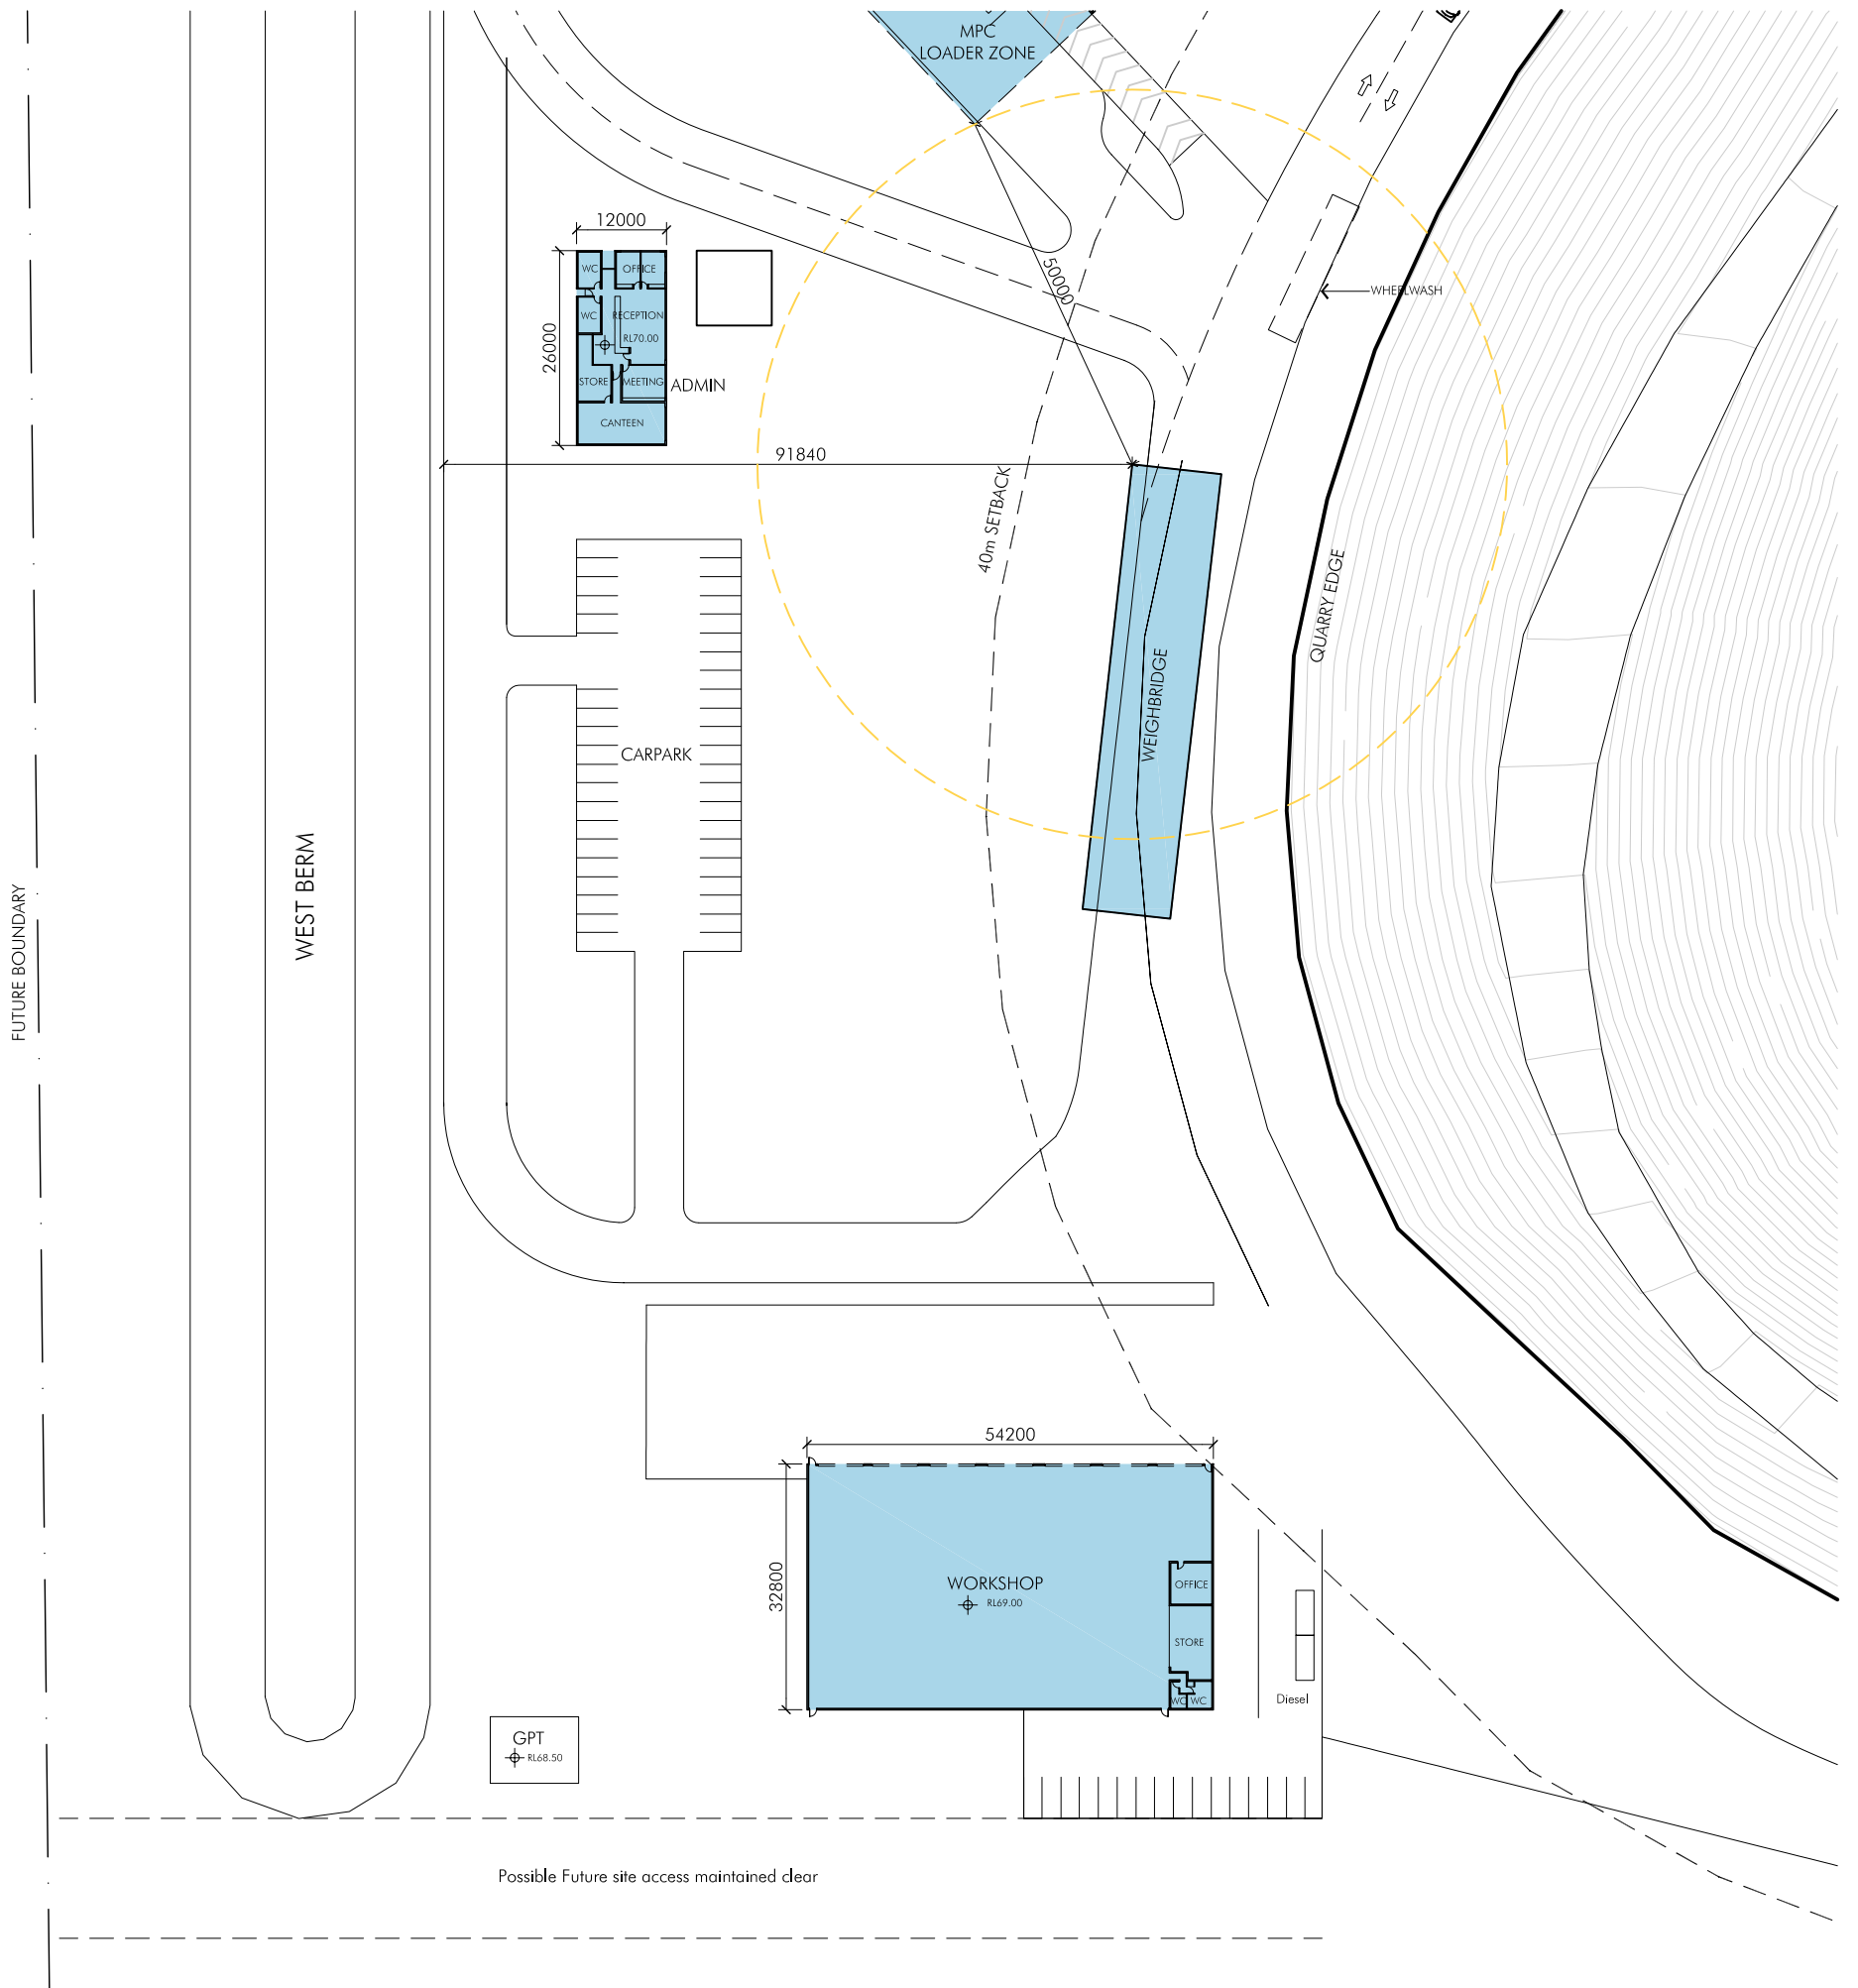 MPC
LOADER ZONE
12000
WC
OFFICE
50000
WHEELWASH
WC
RECEPTION
RL70.00
26000
STORE
MEETING
ADMIN
CANTEEN
91840
40m SETBACK
QUARRY EDGE
WEIGHBRIDGE
CARPARK
WEST BERM
FUTURE BOUNDARY
54200
32800
WORKSHOP
RL69.00
OFFICE
STORE
WC
WC
Diesel
GPT
RL68.50
Possible Future site access maintained clear